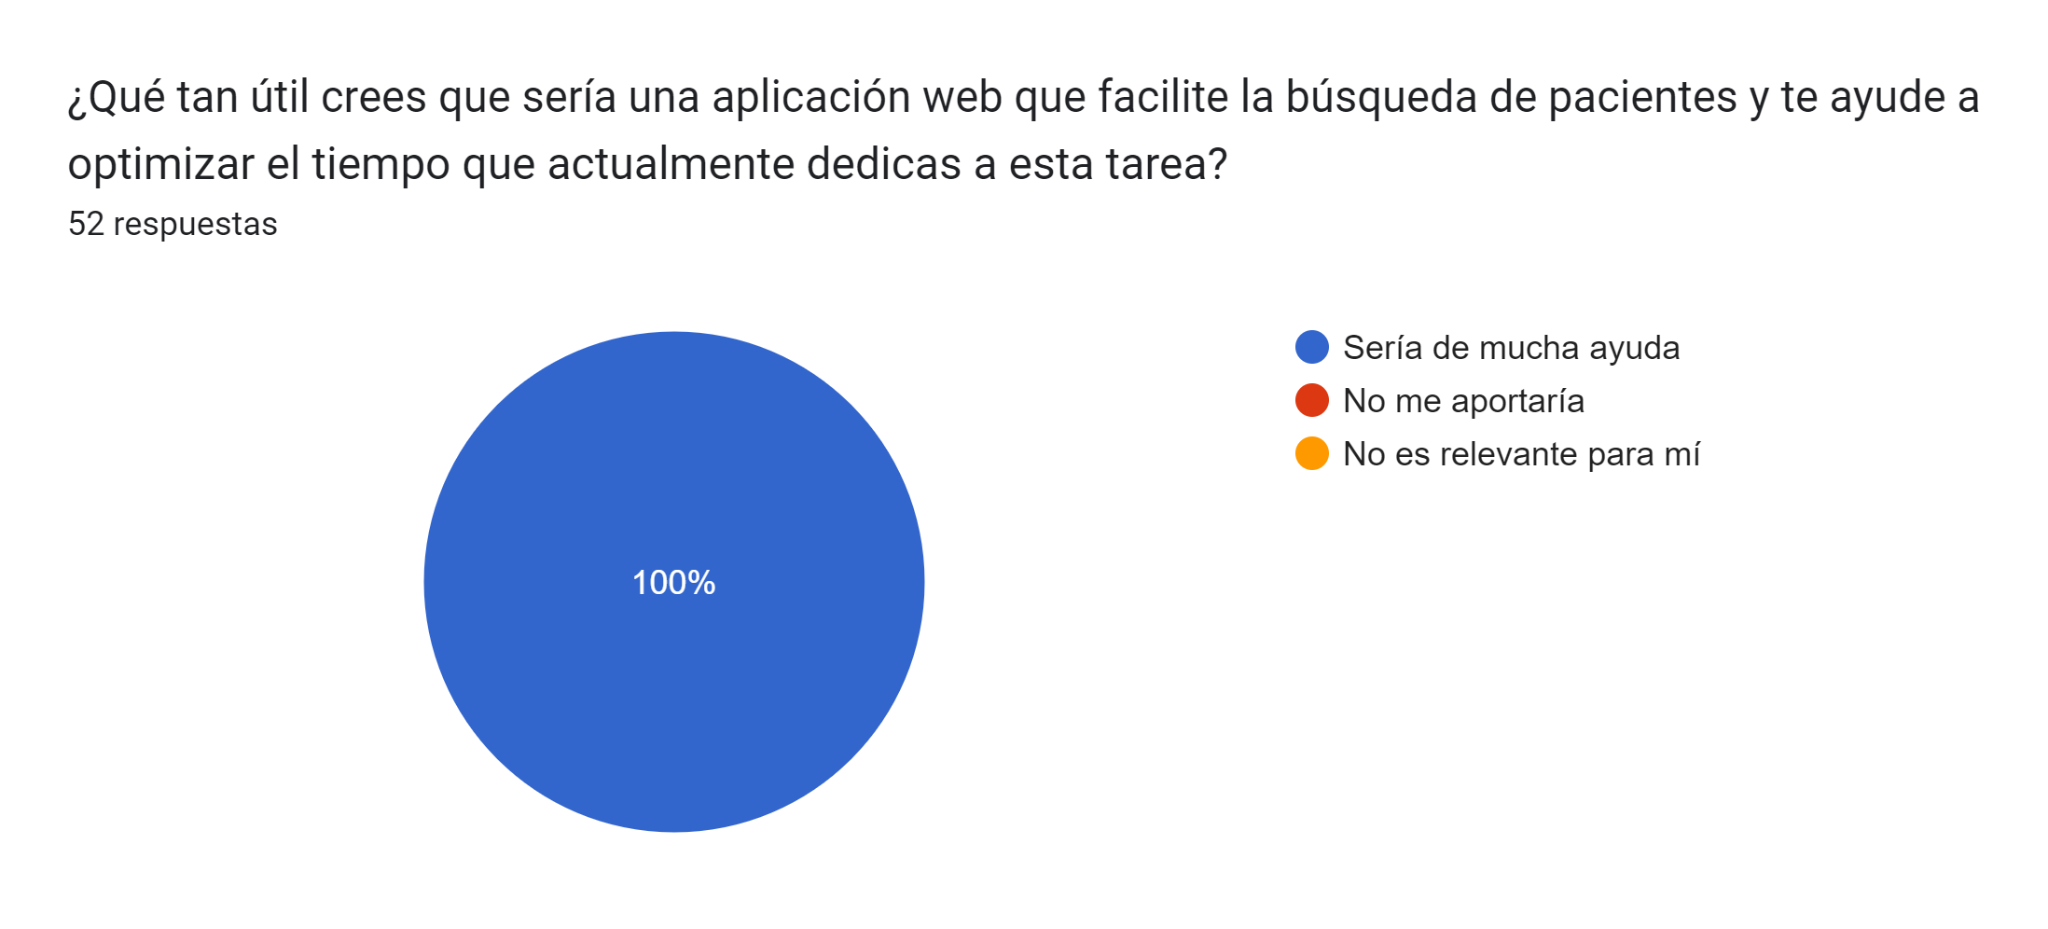 ¿Qué tan útil crees que sería una aplicación web que facilite la búsqueda de pacientes y te ayude a
optimizar el tiempo que actualmente dedicas a esta tarea?
52 respuestas
Sería de mucha ayuda
No me aportaría
No es relevante para mí
100%